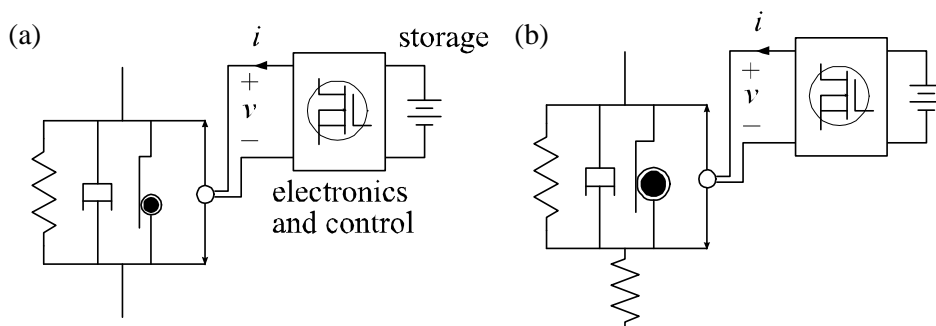 (a)
i
storage
+
v
−
electronics
and control
(b)
i
+
v
−